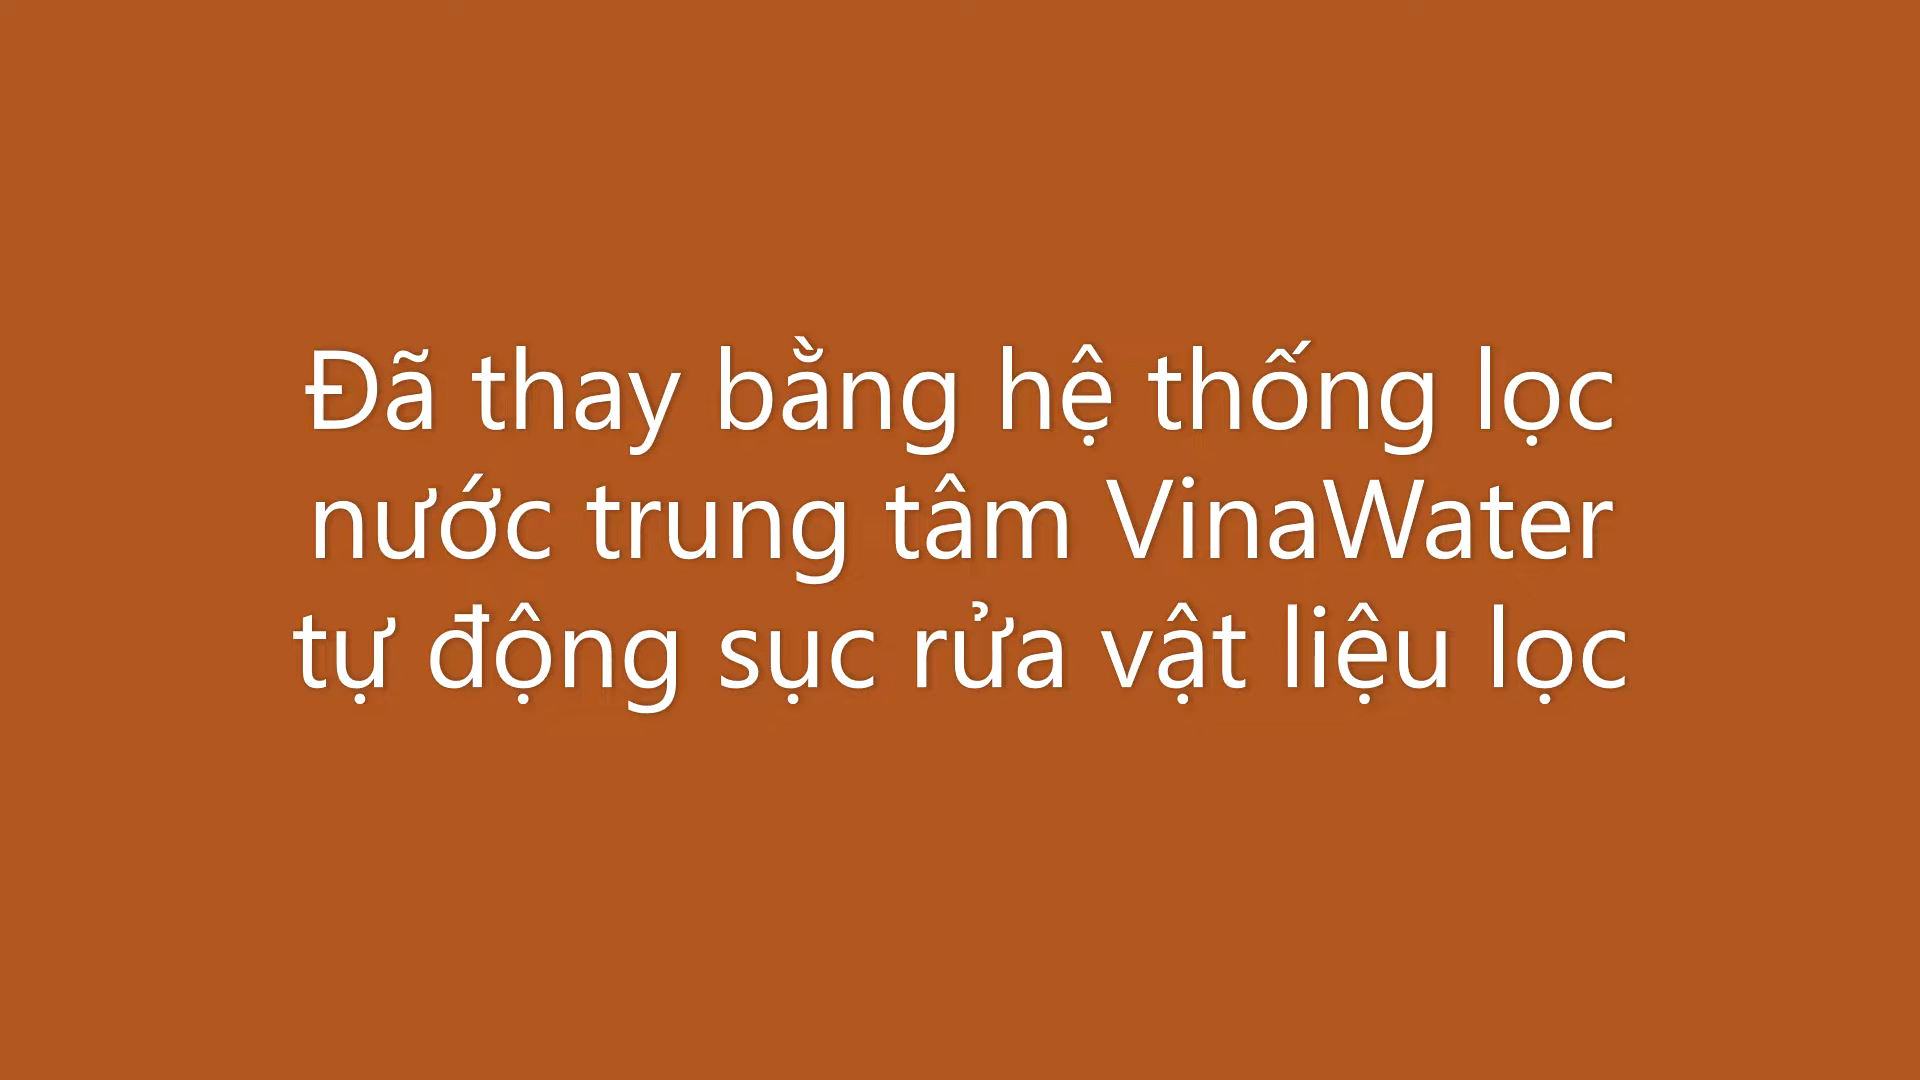 Đã thay bằng hệ thống lọc
nước trung tâm VinaWater
tự động sục rửa vật liệu lọc